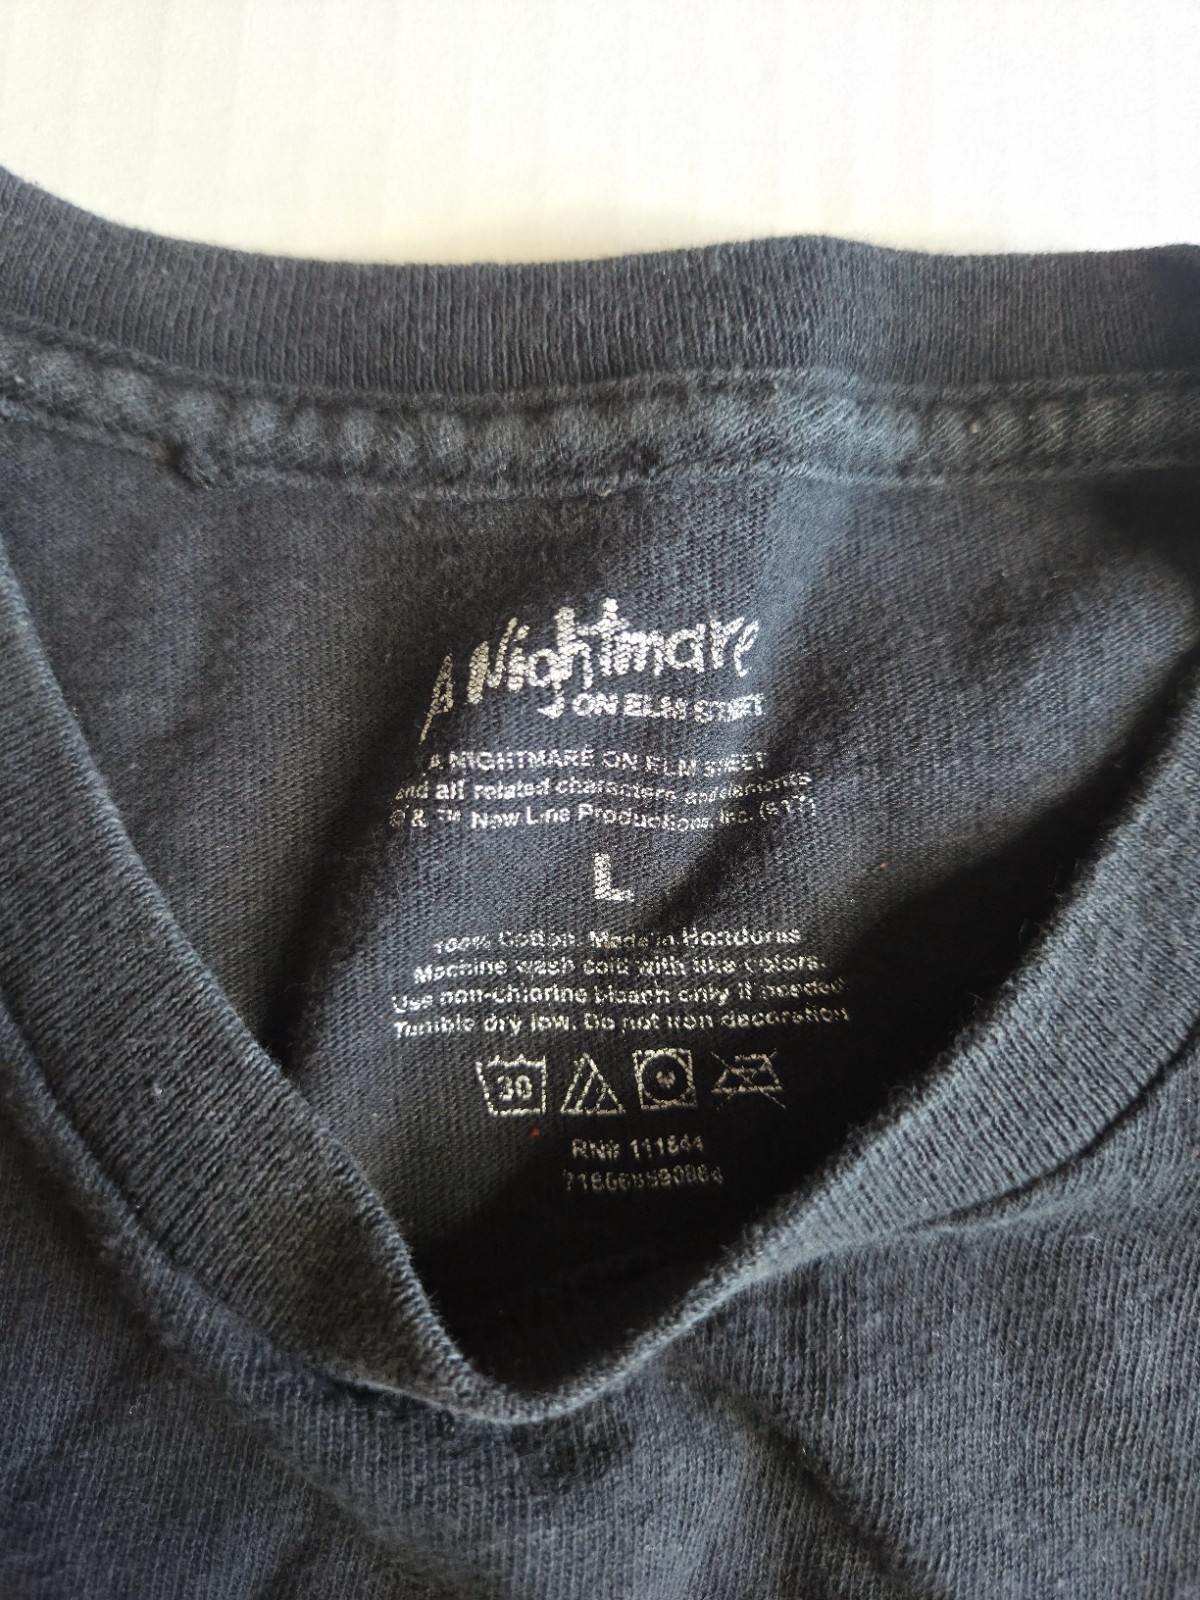 A Nightmare
ON ELM STREET
A NIGHTMARE ON ELM STREET
and all related characters and elements
© & ™ New Line Productions, Inc.
L
100% Cotton. Made in Honduras
Machine wash cold with like colors.
Use non-chlorine bleach only if needed
Tumble dry low. Do not iron decoration
30
RN# 111644